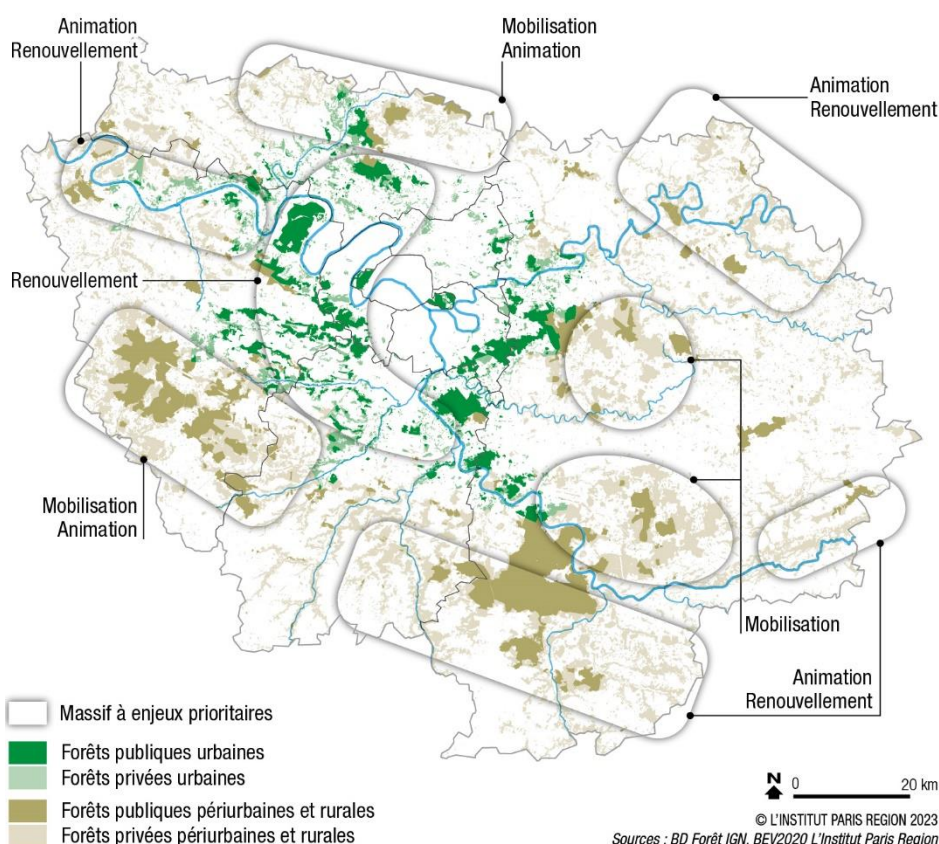 Animation
Renouvellement
Mobilisation
Animation
Animation
Renouvellement
Renouvellement
Mobilisation
Animation
Mobilisation
Animation
Renouvellement
Massif à enjeux prioritaires
Forêts publiques urbaines
Forêts privées urbaines
Forêts publiques périurbaines et rurales
Forêts privées périurbaines et rurales
N
0 20 km
© L'INSTITUT PARIS REGION 2023
Sources : BD Forêt IGN, BEV2020 L'Institut Paris Region